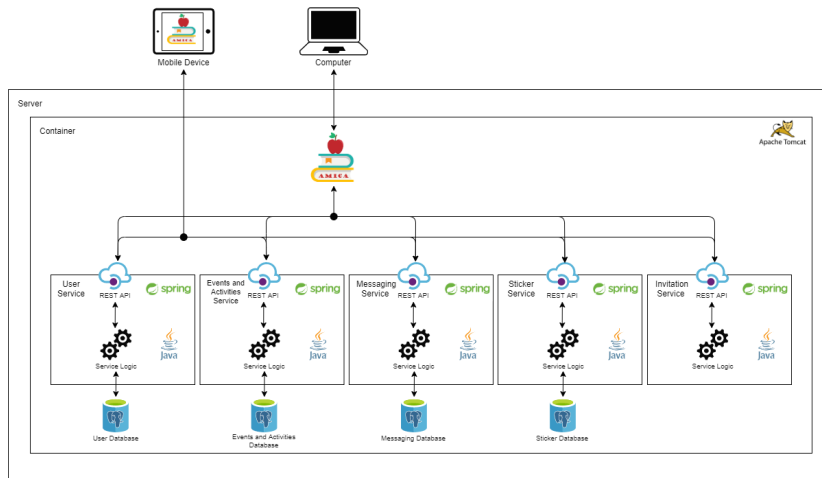 AMICA
Mobile Device
Computer
Server
Container
Apache Tomcat
AMICA
User
Service
REST API
spring
Service Logic
Java
User Database
Events and
Activities
Service
REST API
spring
Service Logic
Java
Events and Activities
Database
Messaging
Service
REST API
spring
Service Logic
Java
Messaging Database
Sticker
Service
REST API
spring
Service Logic
Java
Sticker Database
Invitation
Service
REST API
spring
Service Logic
Java